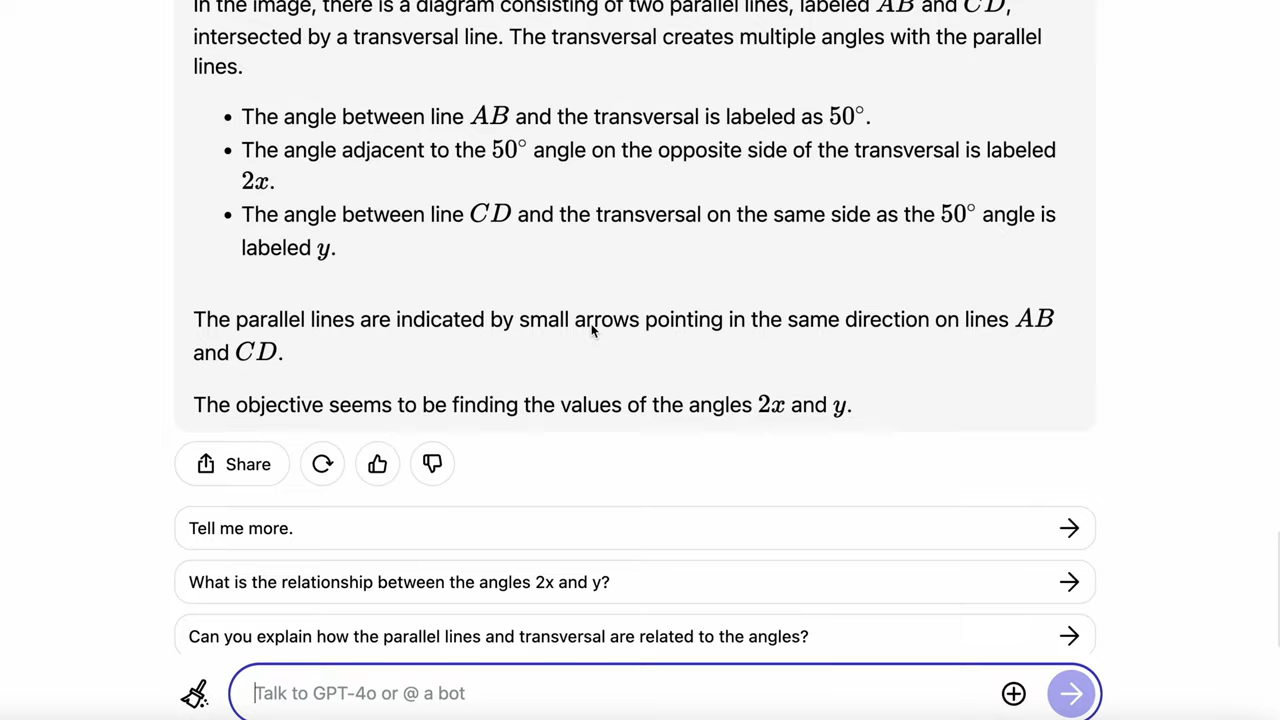 In the image, there is a diagram consisting of two parallel lines, labeled AB and CD,
intersected by a transversal line. The transversal creates multiple angles with the parallel
lines.
• The angle between line AB and the transversal is labeled as 50°.
• The angle adjacent to the 50° angle on the opposite side of the transversal is labeled
2x.
• The angle between line CD and the transversal on the same side as the 50° angle is
labeled y.
The parallel lines are indicated by small arrows pointing in the same direction on lines AB
and CD.
The objective seems to be finding the values of the angles 2x and y.
Share
Tell me more.
What is the relationship between the angles 2x and y?
Can you explain how the parallel lines and transversal are related to the angles?
Talk to GPT-4o or @ a bot